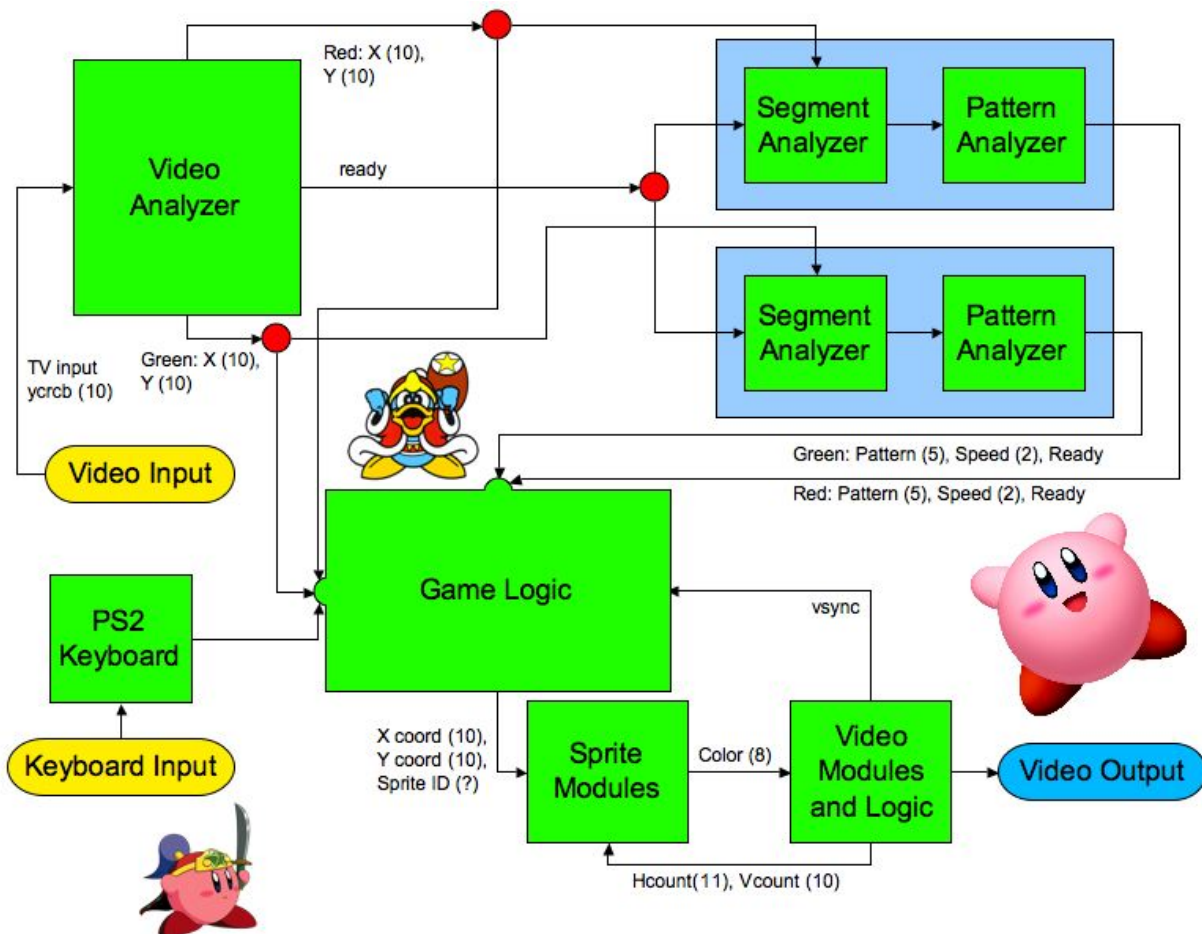 Red: X (10),
Y (10)
Segment
Analyzer
Pattern
Analyzer
Video
Analyzer
ready
Segment
Analyzer
Pattern
Analyzer
TV input
ycrcb (10)
Green: X (10),
Y (10)
Video Input
Green: Pattern (5), Speed (2), Ready
Red: Pattern (5), Speed (2), Ready
Game Logic
PS2
Keyboard
vsync
Keyboard Input
X coord (10),
Y coord (10),
Sprite ID (?)
Sprite
Modules
Color (8)
Video
Modules
and Logic
Video Output
Hcount(11), Vcount (10)